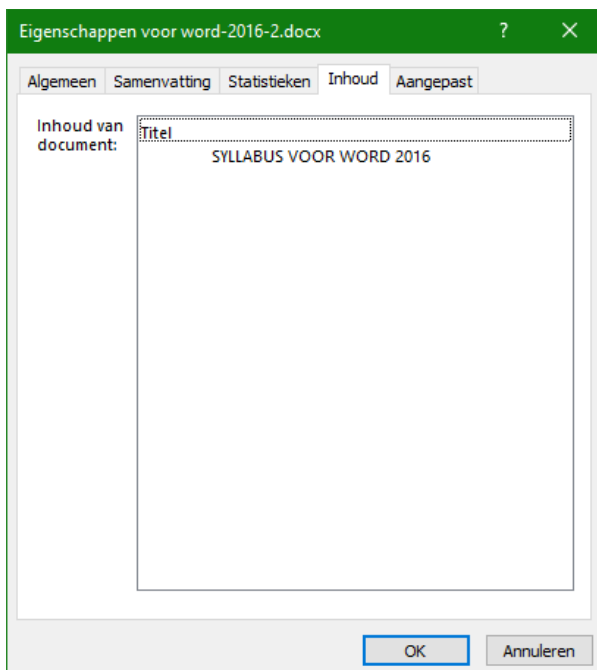 Eigenschappen voor word-2016-2.docx
Algemeen Samenvatting Statistieken Inhoud Aangepast
Inhoud van
document:
Titel
SYLLABUS VOOR WORD 2016
OK Annuleren